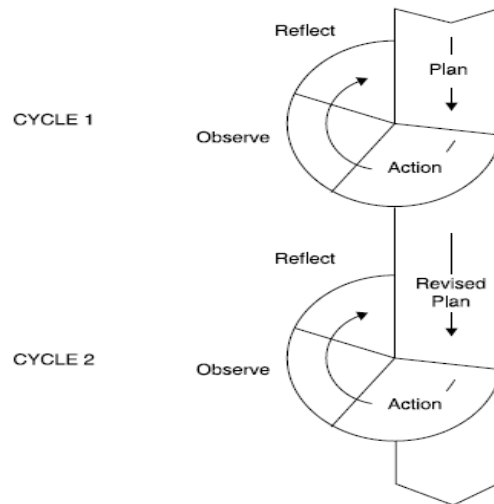 Reflect
Plan
CYCLE 1
Observe
Action
Reflect
Revised
Plan
CYCLE 2
Observe
Action